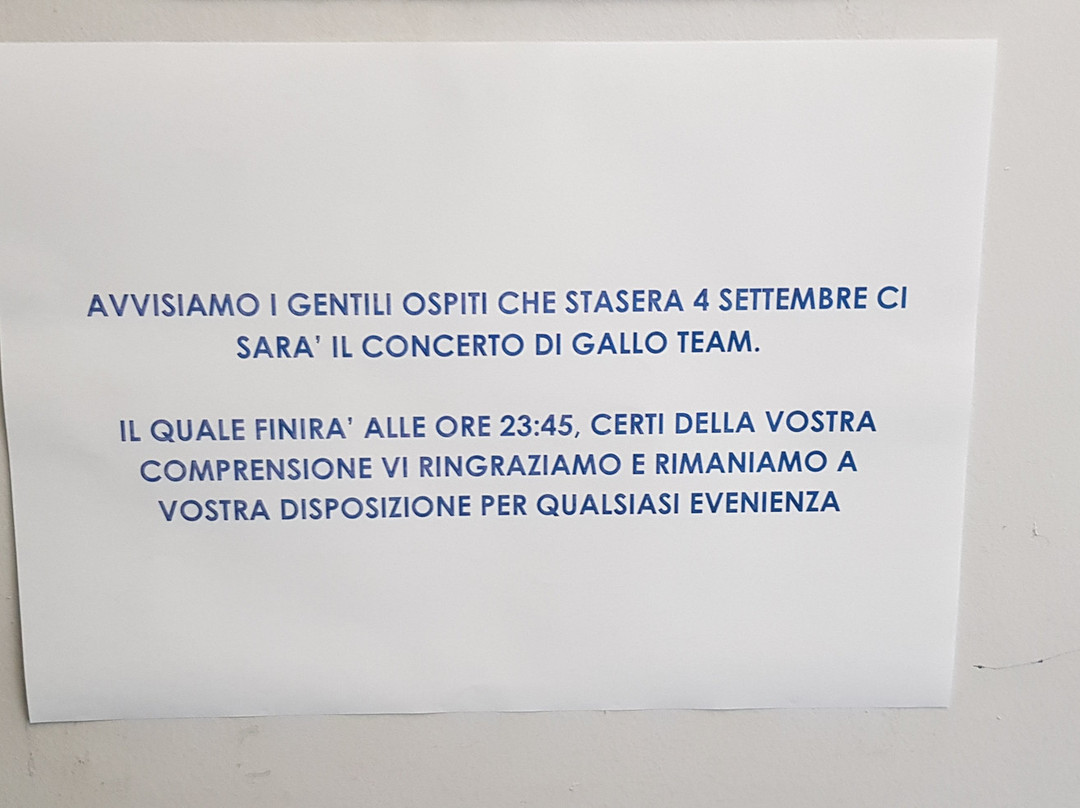 AVVISIAMO I GENTILI OSPITI CHE STASERA 4 SETTEMBRE CI
SARA' IL CONCERTO DI GALLO TEAM.
IL QUALE FINIRA' ALLE ORE 23:45, CERTI DELLA VOSTRA
COMPRENSIONE VI RINGRAZIAMO E RIMANIAMO A
VOSTRA DISPOSIZIONE PER QUALSIASI EVENIENZA